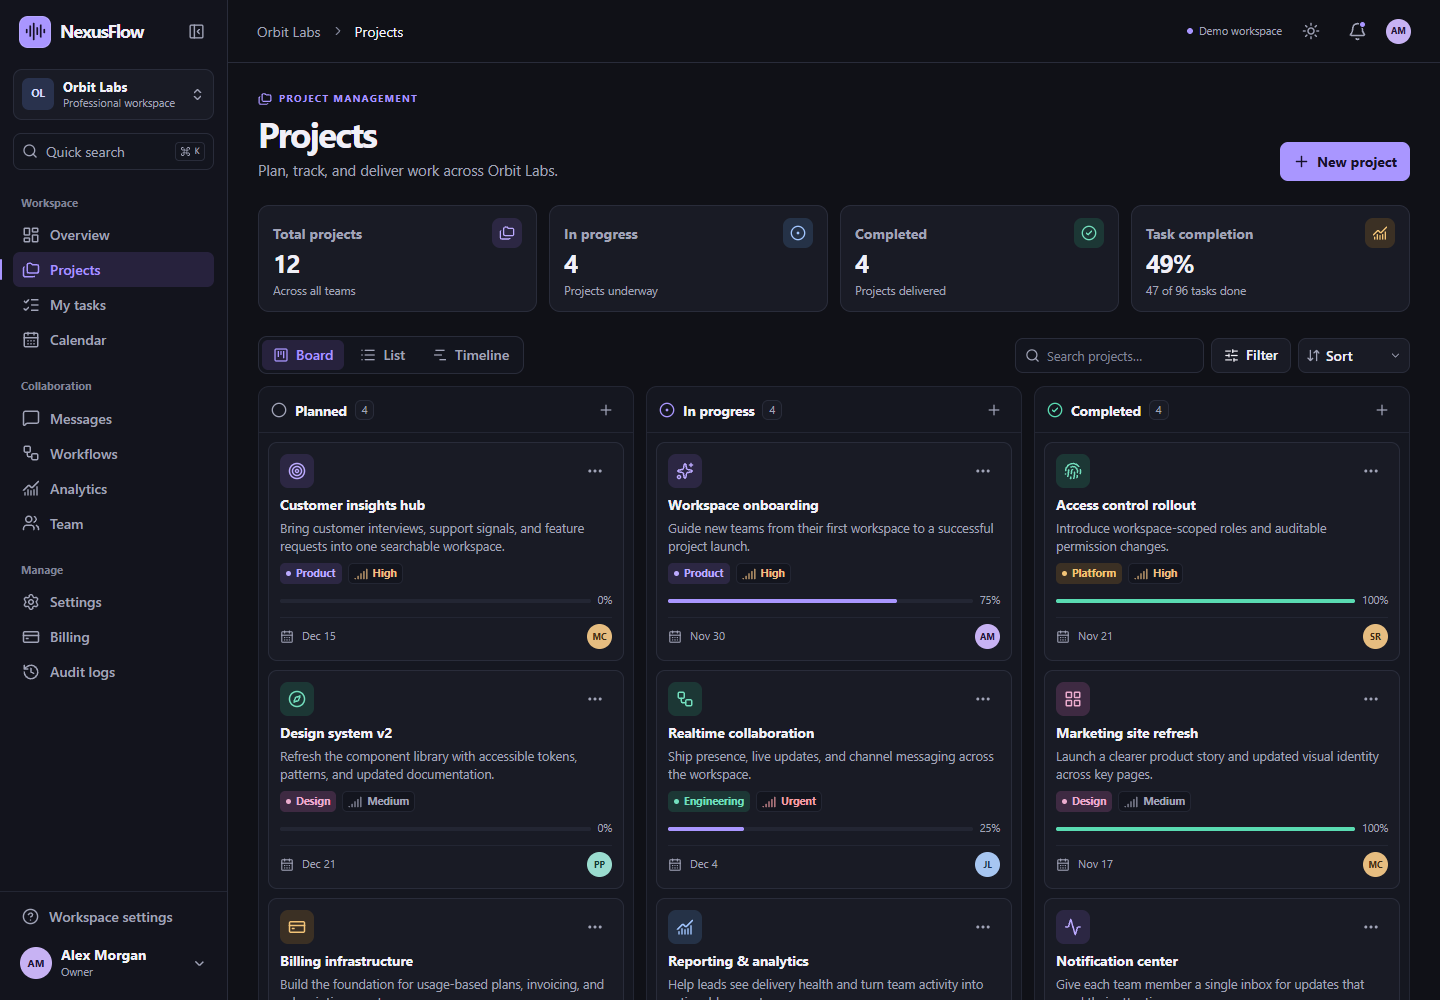 NexusFlow
OL
Orbit Labs
Professional workspace
Quick search
⌘ K
Workspace
Overview
Projects
My tasks
Calendar
Collaboration
Messages
Workflows
Analytics
Team
Manage
Settings
Billing
Audit logs
Workspace settings
AM
Alex Morgan
Owner
Orbit Labs
Projects
Demo workspace
AM
PROJECT MANAGEMENT
Projects
Plan, track, and deliver work across Orbit Labs.
New project
Total projects
12
Across all teams
In progress
4
Projects underway
Completed
4
Projects delivered
Task completion
49%
47 of 96 tasks done
Board
List
Timeline
Search projects...
Filter
Sort
Planned 4
Customer insights hub
Bring customer interviews, support signals, and feature
requests into one searchable workspace.
Product High
0%
Dec 15
MC
Design system v2
Refresh the component library with accessible tokens,
patterns, and updated documentation.
Design Medium
0%
Dec 21
PP
Billing infrastructure
Build the foundation for usage-based plans, invoicing, and
In progress 4
Workspace onboarding
Guide new teams from their first workspace to a successful
project launch.
Product High
75%
Nov 30
AM
Realtime collaboration
Ship presence, live updates, and channel messaging across
the workspace.
Engineering Urgent
25%
Dec 4
JL
Reporting & analytics
Help leads see delivery health and turn team activity into
Completed 4
Access control rollout
Introduce workspace-scoped roles and auditable
permission changes.
Platform High
100%
Nov 21
SR
Marketing site refresh
Launch a clearer product story and updated visual identity
across key pages.
Design Medium
100%
Nov 17
MC
Notification center
Give each team member a single inbox for updates that